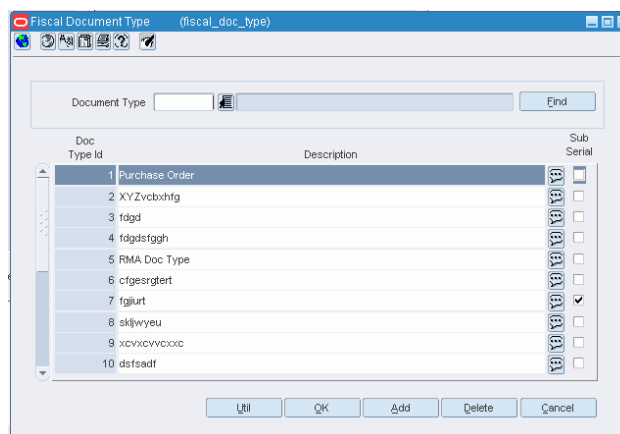 Fiscal Document Type (fiscal_doc_type)
Document Type Find
Doc Type Id Description Sub Serial
1 Purchase Order
2 XYZvcbxhfg
3 fdgd
4 fdgdsfggh
5 RMA Doc Type
6 cfgesrgtert
7 fgjiurt
8 skljwyeu
9 xcvxcvvcxxc
10 dsfsadf
Util OK Add Delete Cancel